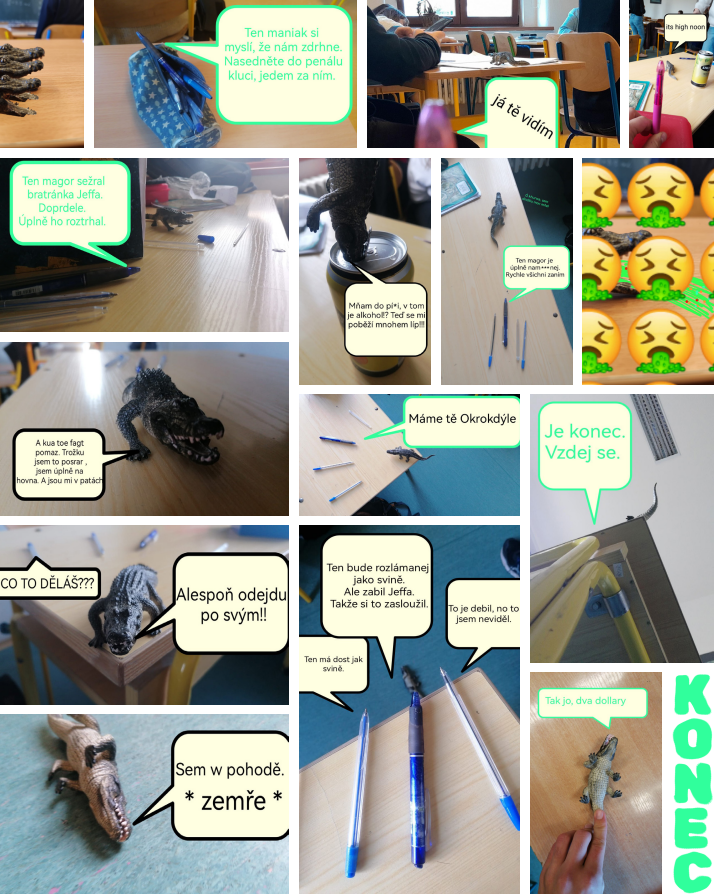 Ten maniak si
myslí, že nám zdrhne.
Nasedněte do penálu
kluci, jedem za ním.
já tě vidím
its high noon
Ten magor sežral
bratránka Jeffa.
Doprdele.
Úplně ho roztrhal.
Mňam do pi*i, v tom
je alkohol!? Teď se mi
poběží mnohem líp!!!
Ten magor je
úplně nam•••nej.
Rychle všichni zaním
A kua toe fagt
pomaz. Trožku
jsem to posrar ,
jsem úplně na
hovna. A jsou mi v patách
Máme tě Okrokdýle
Je konec.
Vzdej se.
CO TO DĚLÁŠ???
Alespoň odejdu
po svým!!
Ten bude rozlámanej
jako svině.
Ale zabil Jeffa.
Takže si to zasloužil.
To je debil, no to
jsem neviděl.
Ten má dost jak
svině.
Sem v pohodě.
* zemře *
Tak jo, dva dollary
KONEC